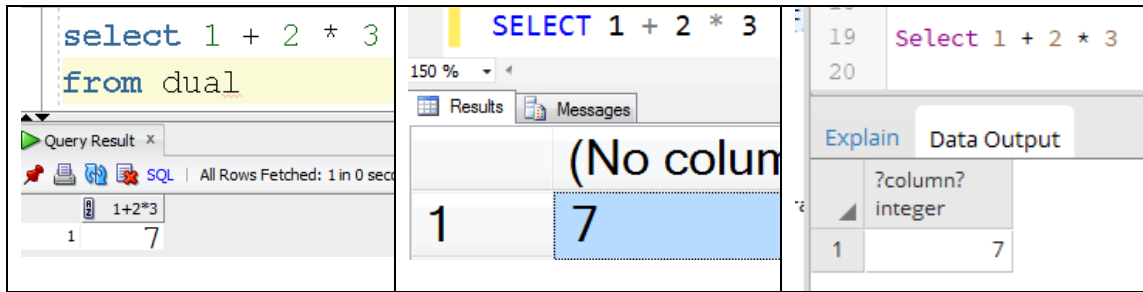 select 1 + 2 * 3
from dual
Query Result x
SQL | All Rows Fetched: 1 in 0 seco
1+2*3
1 7
SELECT 1 + 2 * 3
150 %
Results Messages
(No colum
1 7
19 Select 1 + 2 * 3
20
Explain Data Output
?column?
integer
1 7